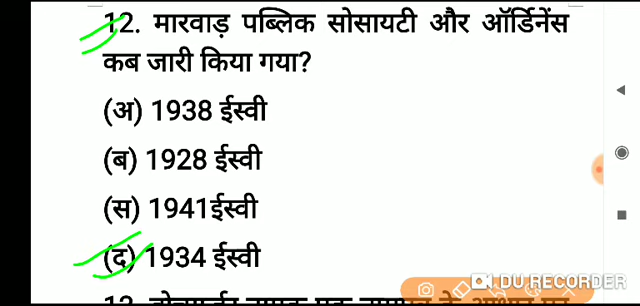 12. मारवाड़ पब्लिक सोसायटी और ऑर्डिनेंस
कब जारी किया गया?
(अ) 1938 ईस्वी
(ब) 1928 ईस्वी
(स) 1941ईस्वी
(द) 1934 ईस्वी
DU RECORDER